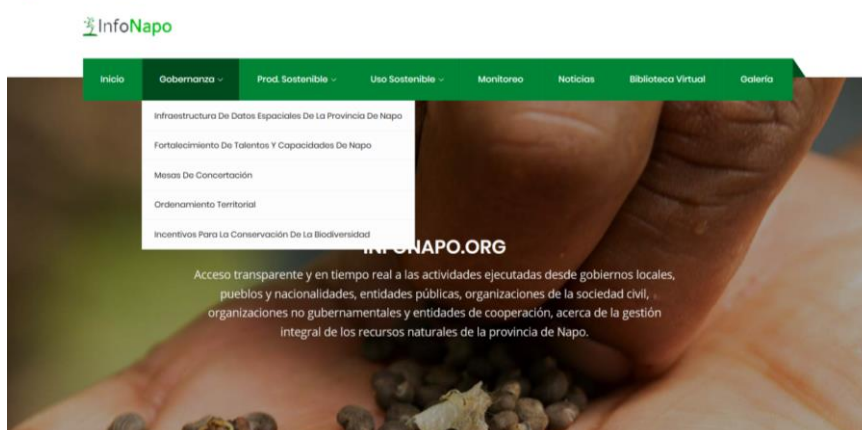 InfoNapo
Inicio Gobernanza Prod. Sostenible Uso Sostenible Monitoreo Noticias Biblioteca Virtual Galería
Infraestructura De Datos Espaciales De La Provincia De Napo
Fortalecimiento De Talentos Y Capacidades De Napo
Mesas De Concertación
Ordenamiento Territorial
Incentivos Para La Conservación De La Biodiversidad
INFONAPO.ORG
Acceso transparente y en tiempo real a las actividades ejecutadas desde gobiernos locales,
pueblos y nacionalidades, entidades públicas, organizaciones de la sociedad civil,
organizaciones no gubernamentales y entidades de cooperación, acerca de la gestión
integral de los recursos naturales de la provincia de Napo.